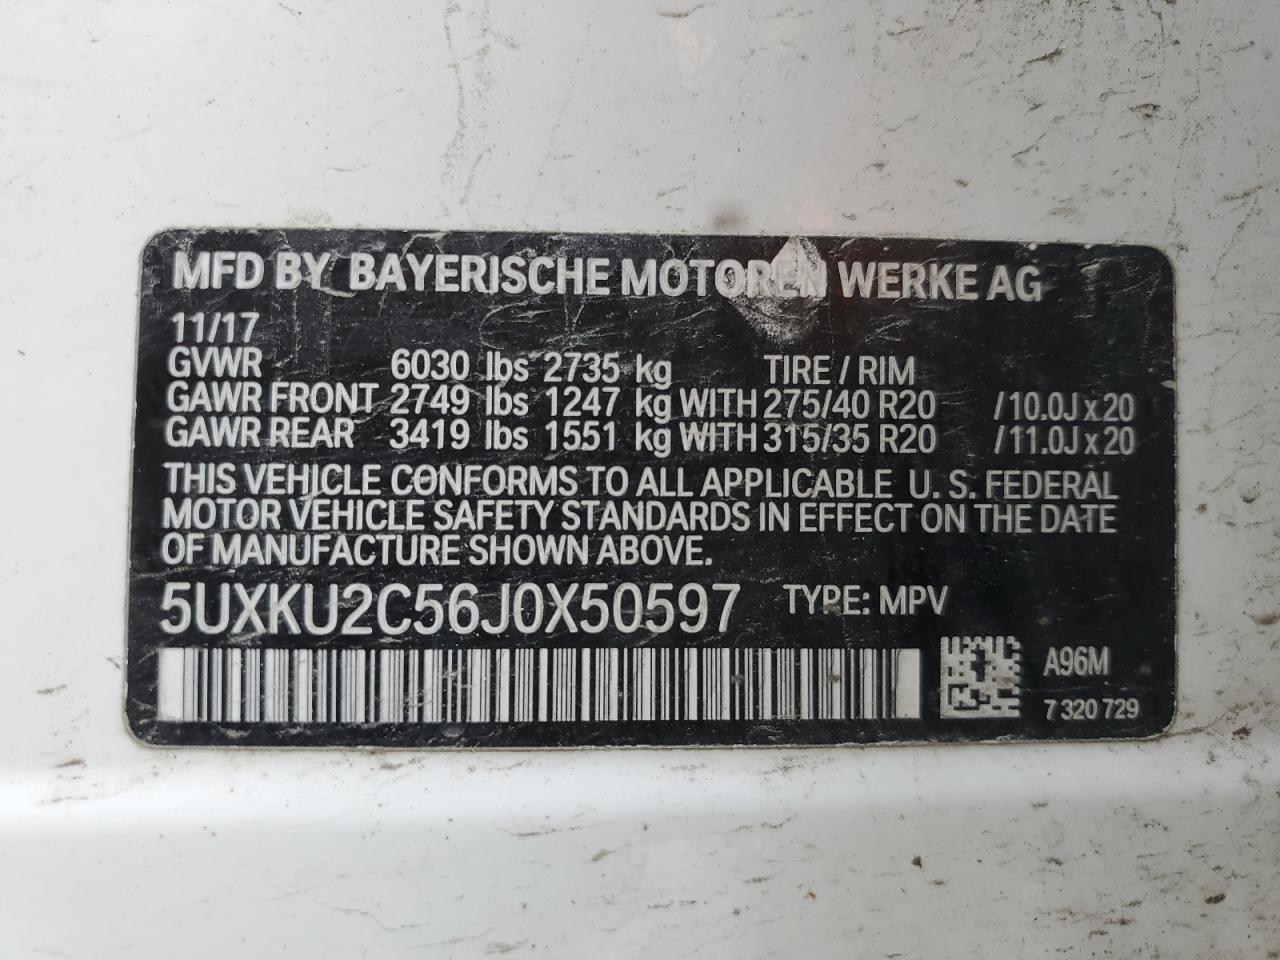 MFD BY BAYERISCHE MOTOREN WERKE AG
11/17
GVWR 6030 lbs 2735 kg TIRE / RIM
GAWR FRONT 2749 lbs 1247 kg WITH 275/40 R20 /10.0J x 20
GAWR REAR 3419 lbs 1551 kg WITH 315/35 R20 /11.0J x 20
THIS VEHICLE CONFORMS TO ALL APPLICABLE U. S. FEDERAL
MOTOR VEHICLE SAFETY STANDARDS IN EFFECT ON THE DATE
OF MANUFACTURE SHOWN ABOVE.
5UXKU2C56J0X50597 TYPE: MPV
A96M
7 320 729